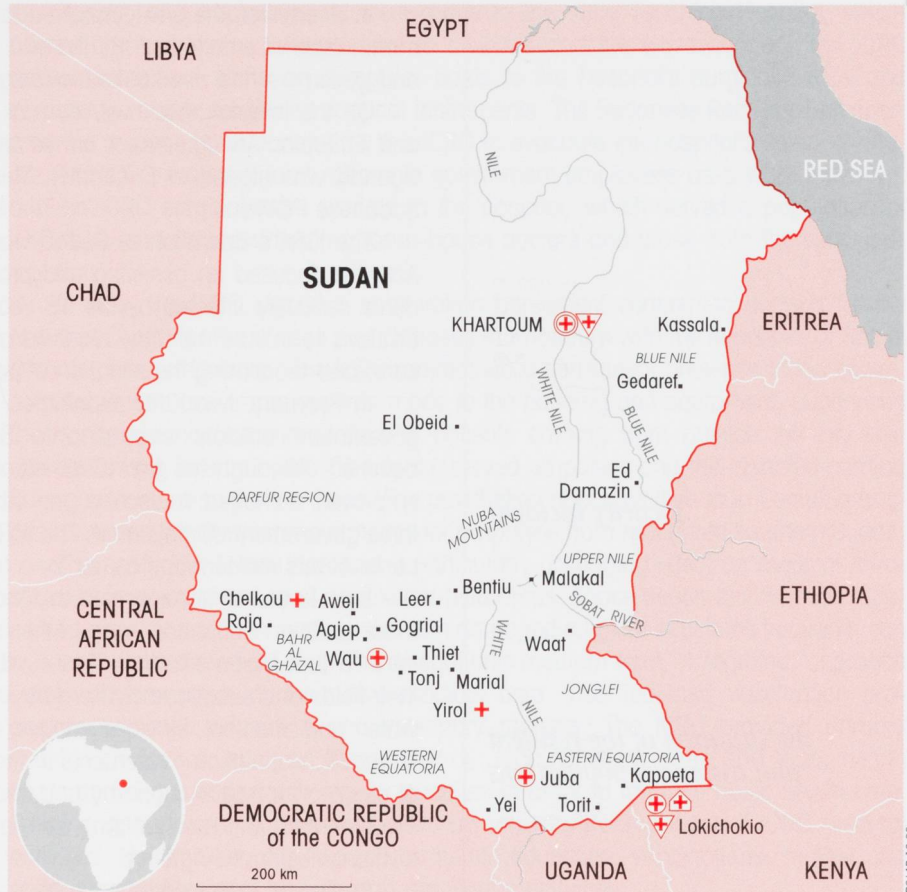 EGYPT
LIBYA
RED SEA
NILE
SUDAN
CHAD
KHARTOUM
Kassala
ERITREA
BLUE NILE
Gedaref
WHITE NILE
BLUE NILE
El Obeid
Ed
Damazin
DARFUR REGION
NUBA
MOUNTAINS
UPPER NILE
Malakal
Bentiu
ETHIOPIA
SOBAT RIVER
Chelkou
Aweil
Leer
CENTRAL
AFRICAN
REPUBLIC
Raja
Agiep
Gogrial
WHITE
Waat
BAHR
AL
GHAZAL
Wau
Thiet
Tonj
Marial
JONGLEI
Yirol
NILE
WESTERN
EQUATORIA
EASTERN EQUATORIA
Juba
Kapoeta
Yei
Torit
DEMOCRATIC REPUBLIC
of the CONGO
Lokichokio
200 km
UGANDA
KENYA